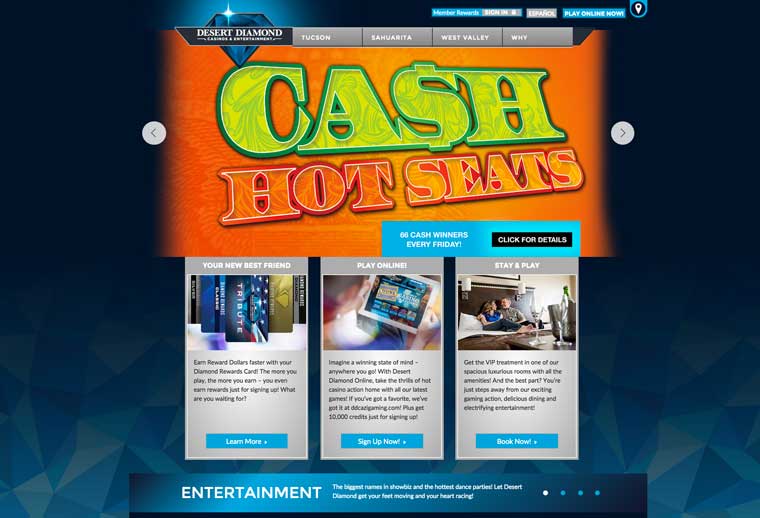 Member Rewards SIGN IN
ESPAÑOL
PLAY ONLINE NOW!
DESERT DIAMOND
CASINOS & ENTERTAINMENT
TUCSON
SAHUARITA
WEST VALLEY
WHY
CA$H
HOT SEATS
66 CASH WINNERS
EVERY FRIDAY!
CLICK FOR DETAILS
YOUR NEW BEST FRIEND
TRIBUTE
CLASSIC
Earn Reward Dollars faster with your
Diamond Rewards Card! The more you
play, the more you earn – you even
earn rewards just for signing up! What
are you waiting for?
Learn More ›
PLAY ONLINE!
Imagine a winning state of mind –
anywhere you go! With Desert
Diamond Online, take the thrills of hot
casino action home with all our latest
games! If you've got a favorite, we've
got it at ddcazgaming.com! Plus get
10,000 credits just for signing up!
Sign Up Now! ›
STAY & PLAY
Get the VIP treatment in one of our
spacious luxurious rooms with all the
amenities! And the best part? You're
just steps away from our exciting
gaming action, delicious dining and
electrifying entertainment!
Book Now! ›
ENTERTAINMENT
The biggest names in showbiz and the hottest dance parties! Let Desert
Diamond get your feet moving and your heart racing!